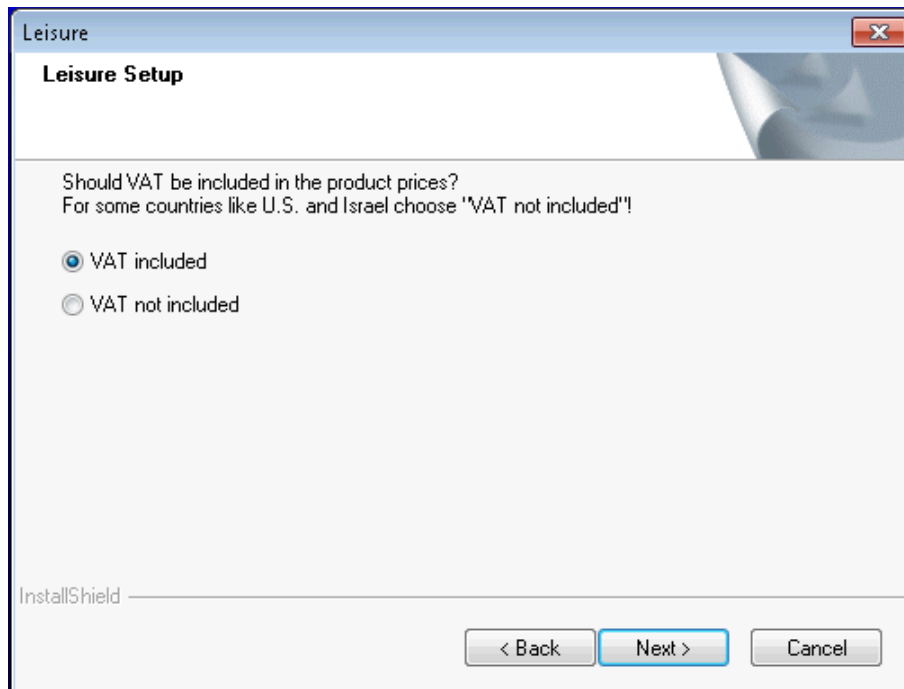 Leisure
Leisure Setup
Should VAT be included in the product prices?
For some countries like U.S. and Israel choose "VAT not included"!
VAT included
VAT not included
InstallShield
< Back
Next >
Cancel